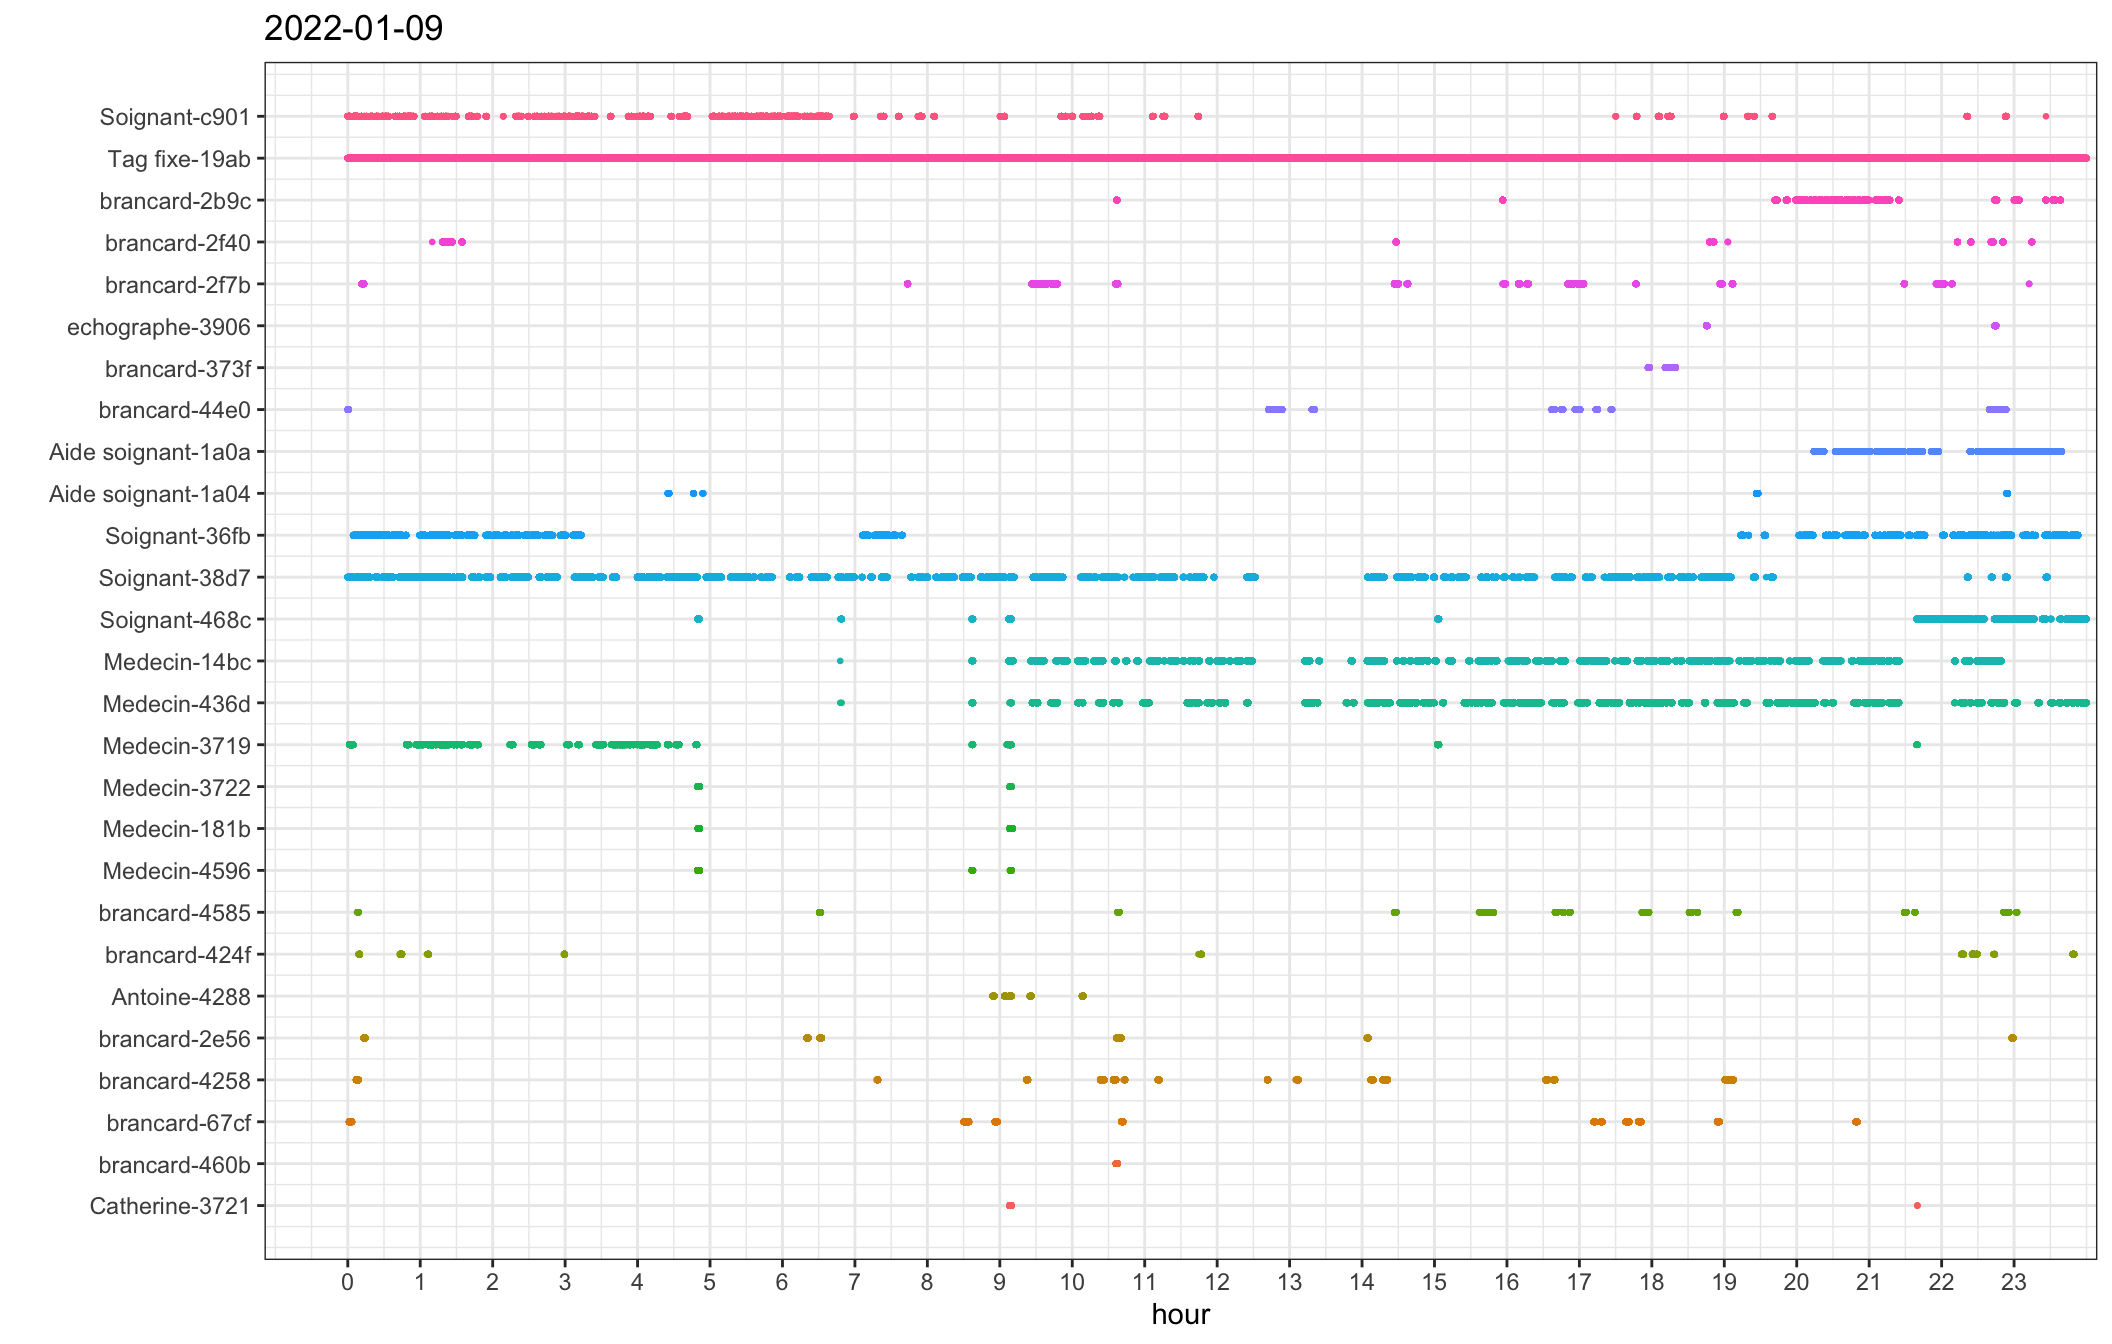 2022-01-09
Soignant-c901
Tag fixe-19ab
brancard-2b9c
brancard-2f40
brancard-2f7b
echographe-3906
brancard-373f
brancard-44e0
Aide soignant-1a0a
Aide soignant-1a04
Soignant-36fb
Soignant-38d7
Soignant-468c
Medecin-14bc
Medecin-436d
Medecin-3719
Medecin-3722
Medecin-181b
Medecin-4596
brancard-4585
brancard-424f
Antoine-4288
brancard-2e56
brancard-4258
brancard-67cf
brancard-460b
Catherine-3721
0 1 2 3 4 5 6 7 8 9 10 11 12 13 14 15 16 17 18 19 20 21 22 23
hour